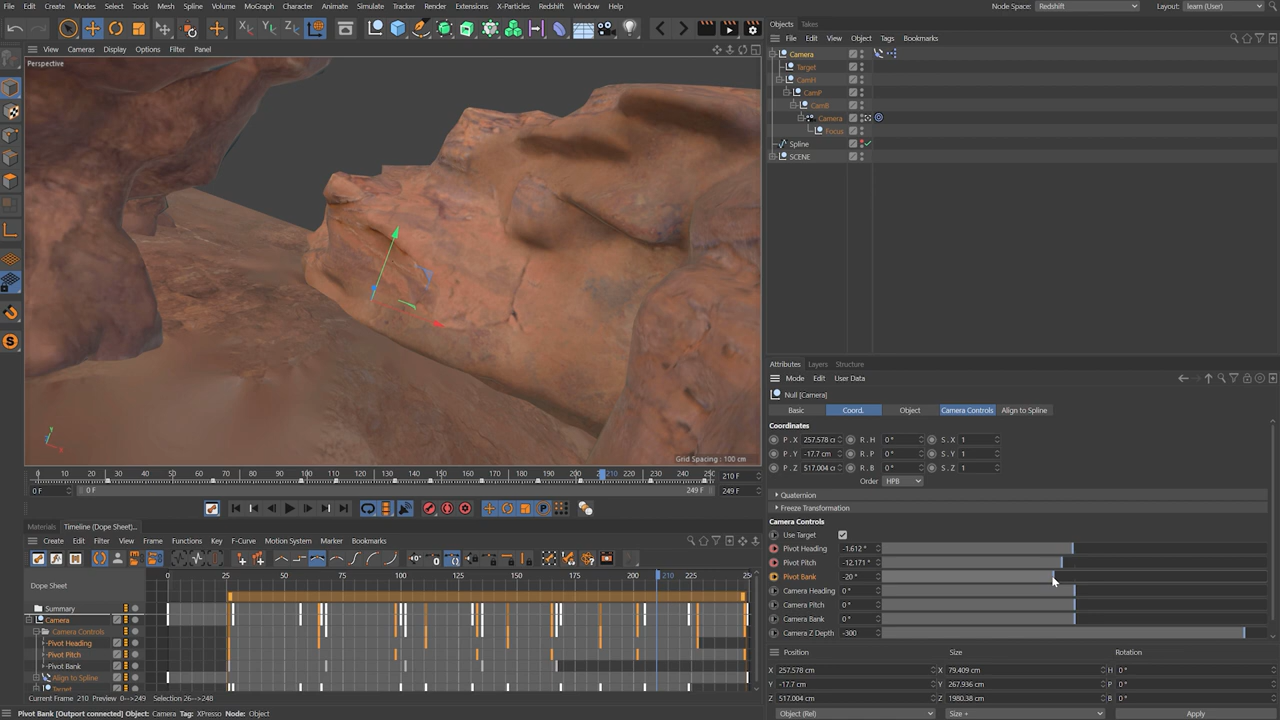 File Edit Modes Select Tools Mesh Spline Volume MoGraph Character Animate Simulate Tracker Render Extensions X-Particles Redshift Window Help Node Space: Redshift Layout: learn (User)
View Cameras Display Options Filter Panel
Perspective
Grid Spacing : 100 cm
Objects Takes
File Edit View Object Tags Bookmarks
Camera
Target
CamH
CamP
CamB
Camera
Focus
Spline
SCENE
Attributes Layers Structure
Mode Edit User Data
Null [Camera]
Basic Coord. Object Camera Controls Align to Spline
Coordinates
P . X 257.578 R . H 0 ° S . X 1
P . Y -17.7 cm R . P 0 ° S . Y 1
P . Z 517.004 R . B 0 ° S . Z 1
Order HPB
Quaternion
Freeze Transformation
Camera Controls
Use Target
Pivot Heading -1.612 °
Pivot Pitch -12.171 °
Pivot Bank -20 °
Camera Heading 0 °
Camera Pitch 0 °
Camera Bank 0 °
Camera Z Depth -300
Position Size Rotation
X 257.578 cm X 79.409 cm H 0 °
Y -17.7 cm Y 267.936 cm P 0 °
Z 517.004 cm Z 1980.38 cm B 0 °
Object (Rel) Size + Apply
0 10 20 30 40 50 60 70 80 90 100 110 120 130 140 150 160 170 180 190 200 210 220 230 240 210 F
0 F 0 F 249 F 249 F
Materials Timeline (Dope Sheet)...
Create Edit View Filter Frame Functions Key F-Curve Motion System Marker Bookmarks
Dope Sheet 0 25 50 75 100 125 150 175 200 210 225
Summary
Camera
Camera Controls
Pivot Heading
Pivot Pitch
Pivot Bank
Align to Spline
Target
Current Frame 210 Preview 0-->249 Selection 26-->248
Pivot Bank [Outport connected] Object: Camera Tag: XPresso Node: Object